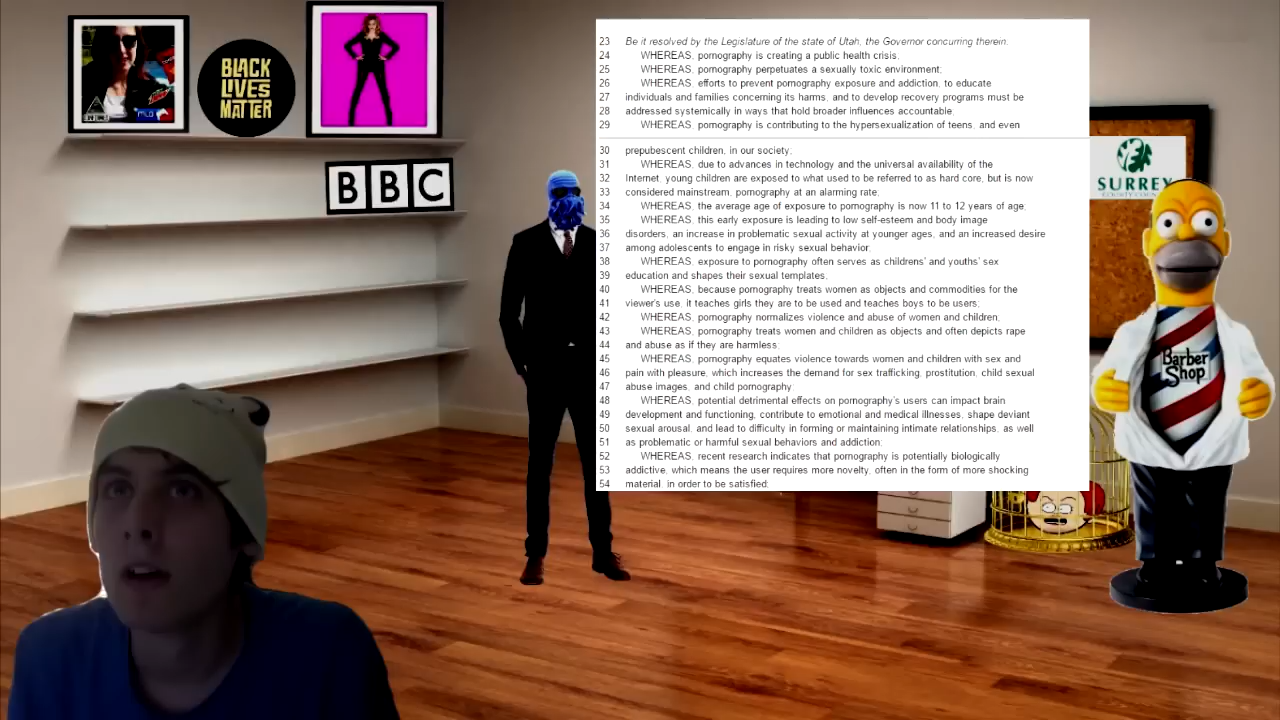 BLACK
LIVES
MATTER
MLG
BBC
23 Be it resolved by the Legislature of the state of Utah, the Governor concurring therein:
24 WHEREAS, pornography is creating a public health crisis;
25 WHEREAS, pornography perpetuates a sexually toxic environment;
26 WHEREAS, efforts to prevent pornography exposure and addiction, to educate
27 individuals and families concerning its harms, and to develop recovery programs must be
28 addressed systemically in ways that hold broader influences accountable;
29 WHEREAS, pornography is contributing to the hypersexualization of teens, and even
30 prepubescent children, in our society;
31 WHEREAS, due to advances in technology and the universal availability of the
32 Internet, young children are exposed to what used to be referred to as hard core, but is now
33 considered mainstream, pornography at an alarming rate;
34 WHEREAS, the average age of exposure to pornography is now 11 to 12 years of age;
35 WHEREAS, this early exposure is leading to low self-esteem and body image
36 disorders, an increase in problematic sexual activity at younger ages, and an increased desire
37 among adolescents to engage in risky sexual behavior;
38 WHEREAS, exposure to pornography often serves as childrens' and youths' sex
39 education and shapes their sexual templates;
40 WHEREAS, because pornography treats women as objects and commodities for the
41 viewer's use, it teaches girls they are to be used and teaches boys to be users;
42 WHEREAS, pornography normalizes violence and abuse of women and children;
43 WHEREAS, pornography treats women and children as objects and often depicts rape
44 and abuse as if they are harmless;
45 WHEREAS, pornography equates violence towards women and children with sex and
46 pain with pleasure, which increases the demand for sex trafficking, prostitution, child sexual
47 abuse images, and child pornography;
48 WHEREAS, potential detrimental effects on pornography's users can impact brain
49 development and functioning, contribute to emotional and medical illnesses, shape deviant
50 sexual arousal, and lead to difficulty in forming or maintaining intimate relationships, as well
51 as problematic or harmful sexual behaviors and addiction;
52 WHEREAS, recent research indicates that pornography is potentially biologically
53 addictive, which means the user requires more novelty, often in the form of more shocking
54 material, in order to be satisfied;
SURREY
Barber
Shop